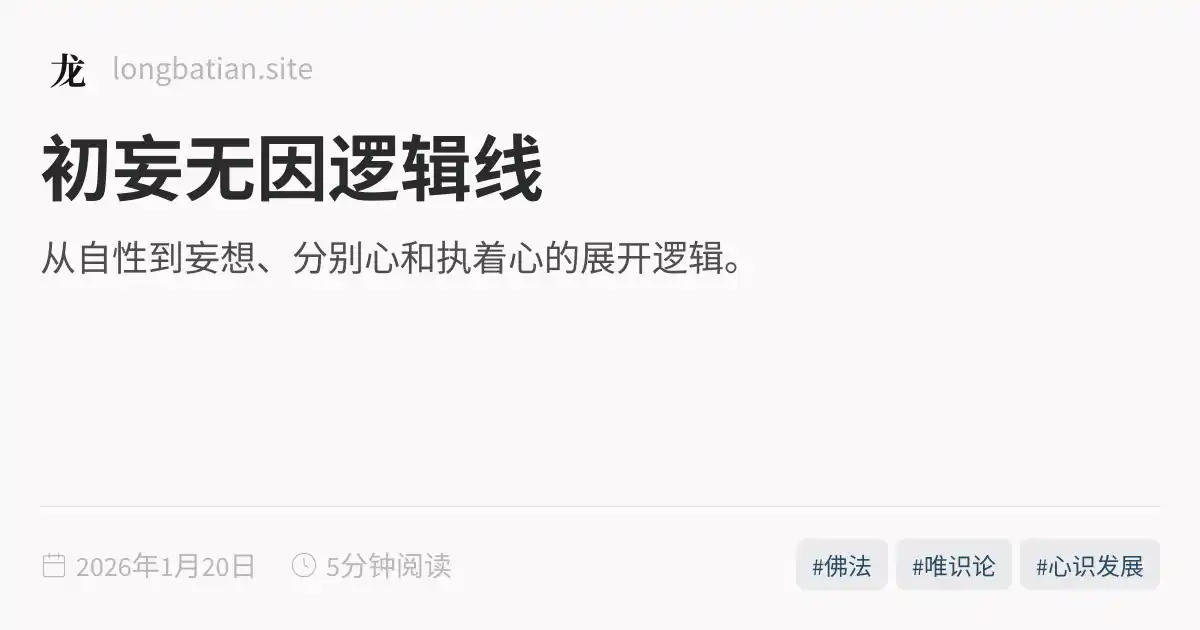 龙 longbatian.site
初妄无因逻辑线
从自性到妄想、分别心和执着心的展开逻辑。
2026年1月20日 5分钟阅读 #佛法 #唯识论 #心识发展